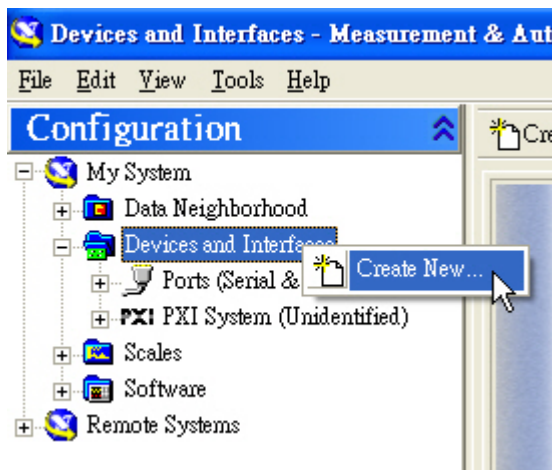 Devices and Interfaces - Measurement & Aut
File Edit View Tools Help
Configuration
Cre
My System
Data Neighborhood
Devices and Interfaces
Create New...
Ports (Serial &
PXI PXI System (Unidentified)
Scales
Software
Remote Systems